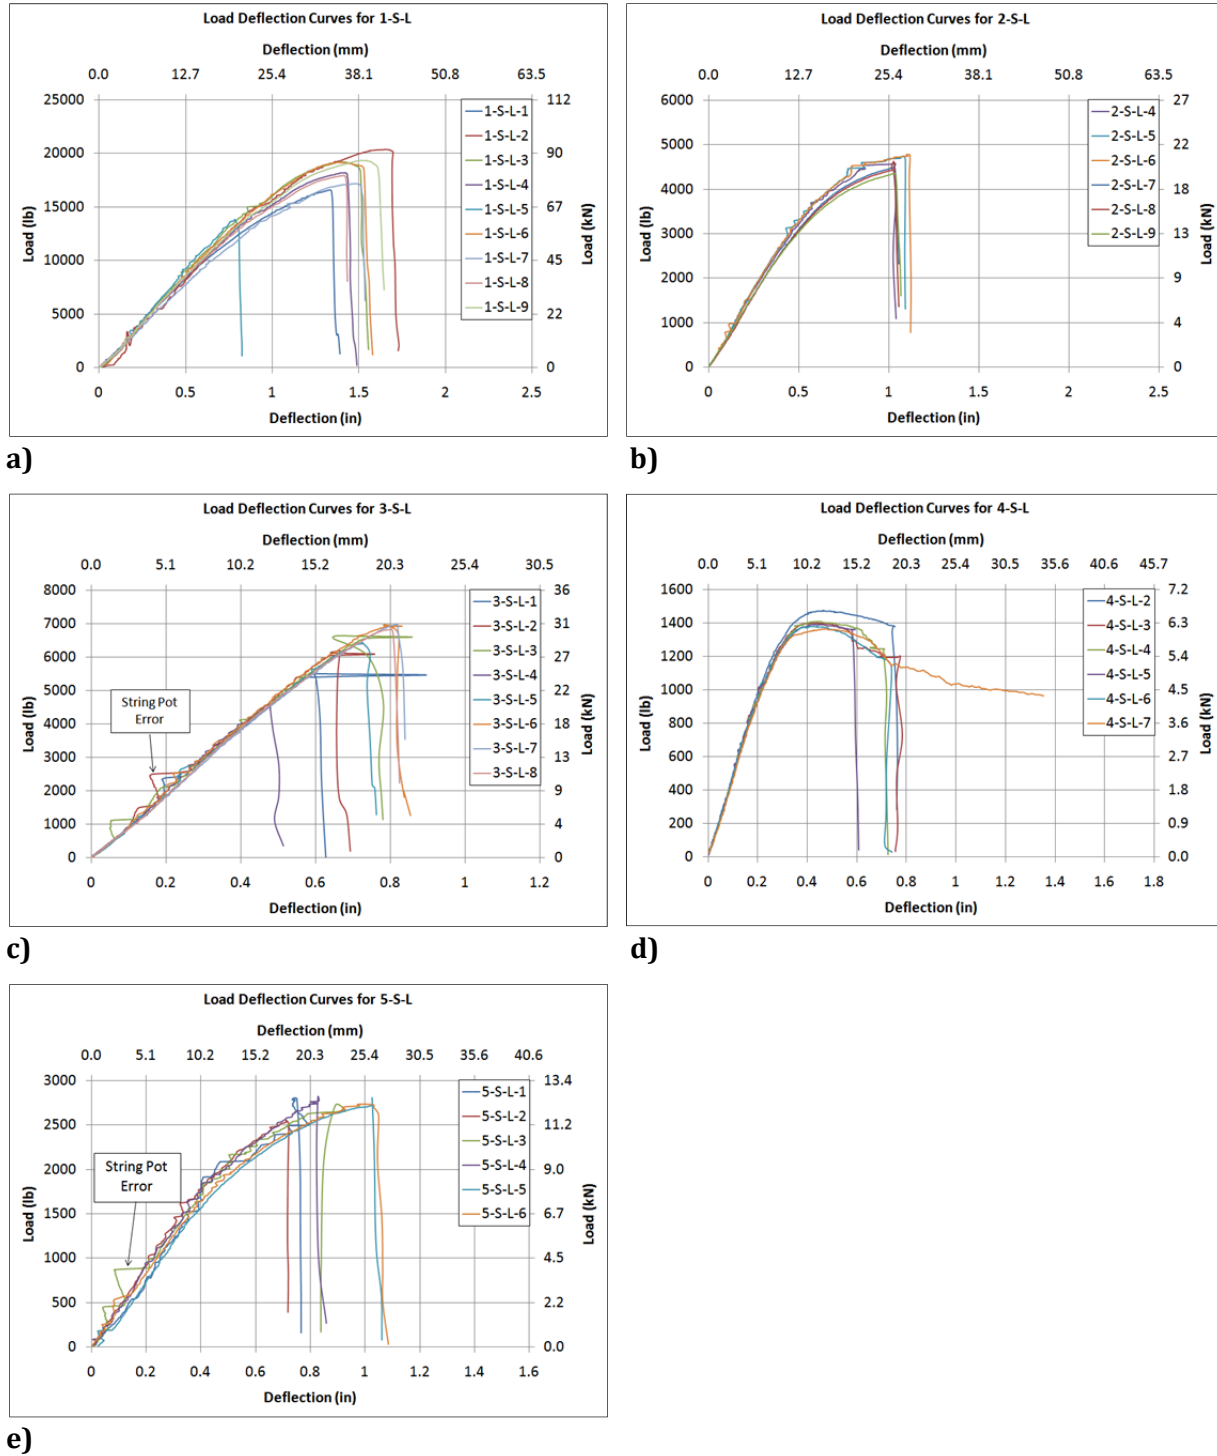 Load Deflection Curves for 1-S-L
Deflection (mm)
0.0 12.7 25.4 38.1 50.8 63.5
25000 20000 15000 10000 5000 0
Load (lb)
112 90 67 45 22 0
Load (kN)
1-S-L-1
1-S-L-2
1-S-L-3
1-S-L-4
1-S-L-5
1-S-L-6
1-S-L-7
1-S-L-8
1-S-L-9
0 0.5 1 1.5 2 2.5
Deflection (in)
a)
Load Deflection Curves for 2-S-L
Deflection (mm)
0.0 12.7 25.4 38.1 50.8 63.5
6000 5000 4000 3000 2000 1000 0
Load (lb)
27 22 18 13 9 4 0
Load (kN)
2-S-L-4
2-S-L-5
2-S-L-6
2-S-L-7
2-S-L-8
2-S-L-9
0 0.5 1 1.5 2 2.5
Deflection (in)
b)
Load Deflection Curves for 3-S-L
Deflection (mm)
0.0 5.1 10.2 15.2 20.3 25.4 30.5
8000 7000 6000 5000 4000 3000 2000 1000 0
Load (lb)
36 31 27 22 18 13 9 4 0
Load (kN)
String Pot
Error
3-S-L-1
3-S-L-2
3-S-L-3
3-S-L-4
3-S-L-5
3-S-L-6
3-S-L-7
3-S-L-8
0 0.2 0.4 0.6 0.8 1 1.2
Deflection (in)
c)
Load Deflection Curves for 4-S-L
Deflection (mm)
0.0 5.1 10.2 15.2 20.3 25.4 30.5 35.6 40.6 45.7
1600 1400 1200 1000 800 600 400 200 0
Load (lb)
7.2 6.3 5.4 4.5 3.6 2.7 1.8 0.9 0.0
Load (kN)
4-S-L-2
4-S-L-3
4-S-L-4
4-S-L-5
4-S-L-6
4-S-L-7
0 0.2 0.4 0.6 0.8 1 1.2 1.4 1.6 1.8
Deflection (in)
d)
Load Deflection Curves for 5-S-L
Deflection (mm)
0.0 5.1 10.2 15.2 20.3 25.4 30.5 35.6 40.6
3000 2500 2000 1500 1000 500 0
Load (lb)
13.4 11.2 9.0 6.7 4.5 2.2 0.0
Load (kN)
String Pot
Error
5-S-L-1
5-S-L-2
5-S-L-3
5-S-L-4
5-S-L-5
5-S-L-6
0 0.2 0.4 0.6 0.8 1 1.2 1.4 1.6
Deflection (in)
e)